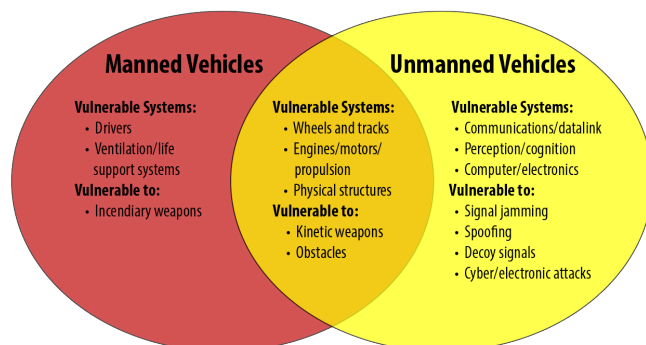 Manned Vehicles
Vulnerable Systems:
• Drivers
• Ventilation/life
support systems
Vulnerable to:
• Incendiary weapons
Vulnerable Systems:
• Wheels and tracks
• Engines/motors/
propulsion
• Physical structures
Vulnerable to:
• Kinetic weapons
• Obstacles
Unmanned Vehicles
Vulnerable Systems:
• Communications/datalink
• Perception/cognition
• Computer/electronics
Vulnerable to:
• Signal jamming
• Spoofing
• Decoy signals
• Cyber/electronic attacks